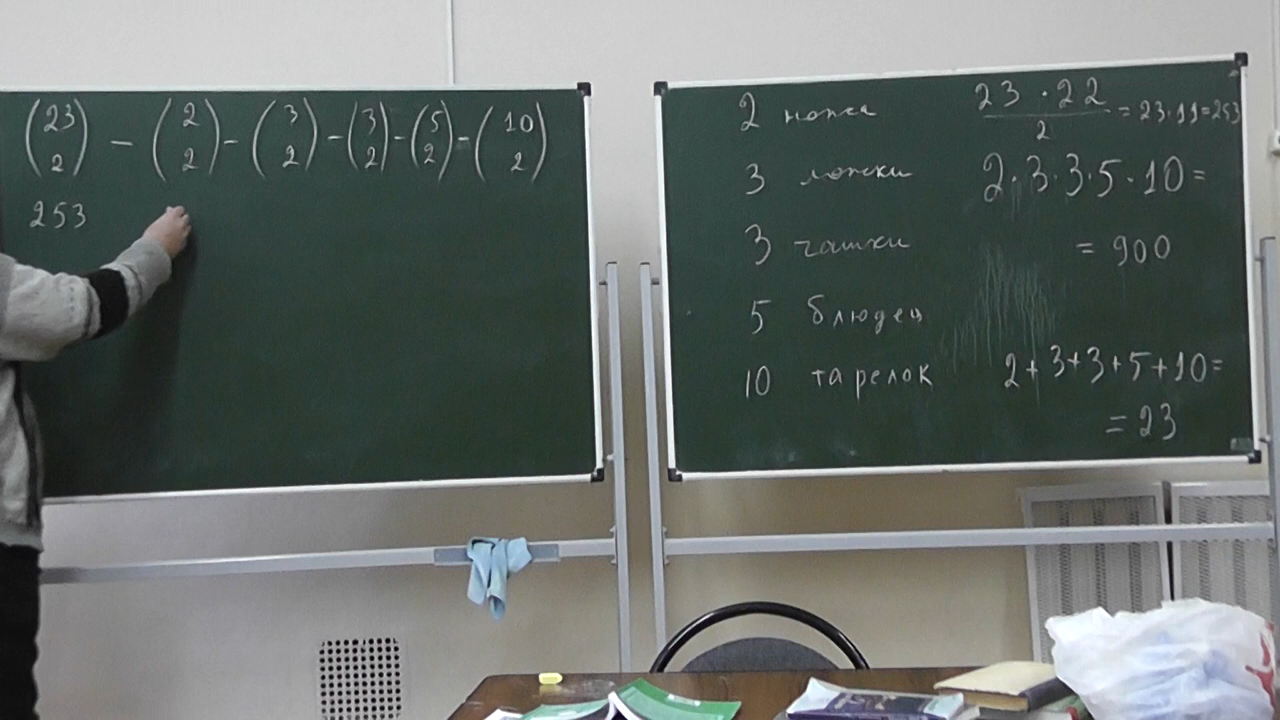 (23 2) - (2 2) - (3 2) - (3 2) - (5 2) - (10 2)
253
2 ножа
3 ложки
3 чашки
5 блюдец
10 тарелок
23 · 22 / 2 = 23·11=253
2·3·3·5·10=
= 900
2+3+3+5+10=
= 23